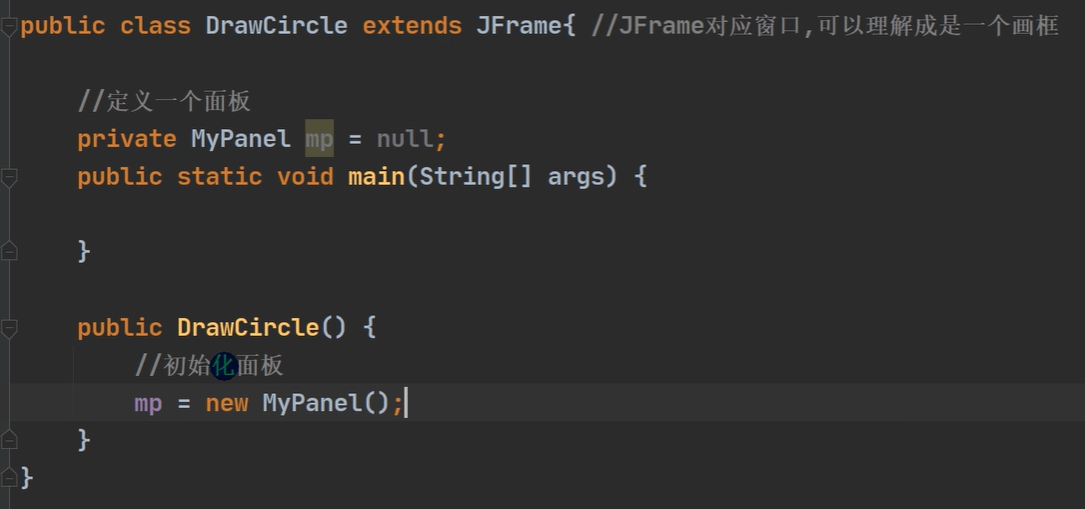 public class DrawCircle extends JFrame{ //JFrame对应窗口,可以理解成是一个画框
//定义一个面板
private MyPanel mp = null;
public static void main(String[] args) {
}
public DrawCircle() {
//初始化面板
mp = new MyPanel();
}
}